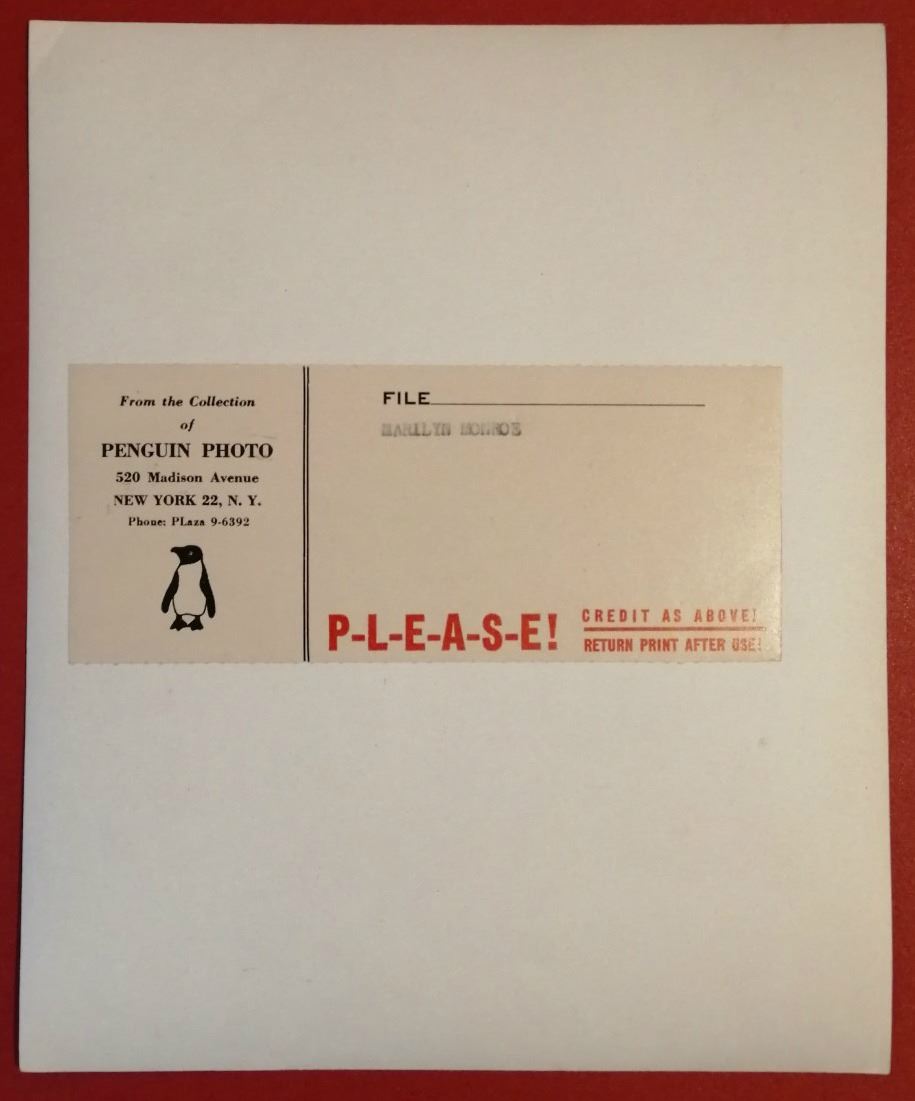 From the Collection
of
PENGUIN PHOTO
520 Madison Avenue
NEW YORK 22, N. Y.
Phone: PLaza 9-6392
FILE
MARILYN MONROE
P-L-E-A-S-E!
CREDIT AS ABOVE!
RETURN PRINT AFTER USE!